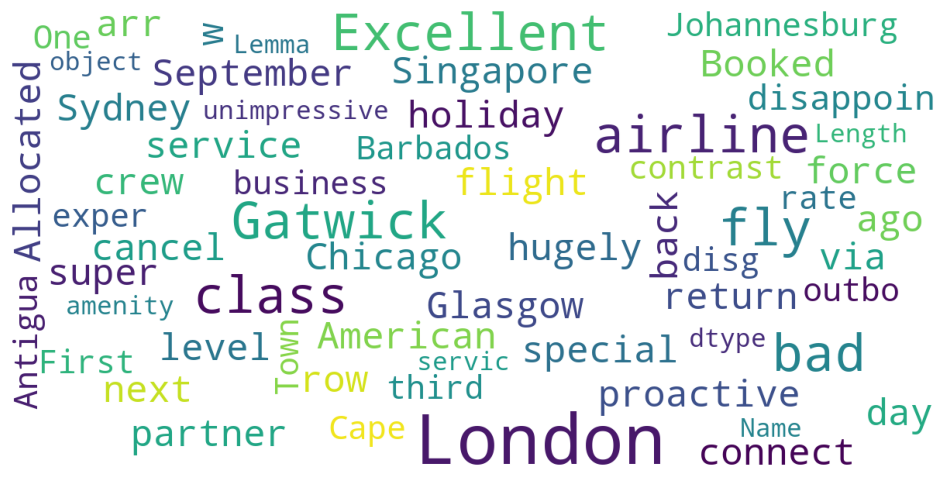 One arr w Lemma Excellent Johannesburg
object September Singapore Booked
Sydney unimpressive holiday airline disappoin
service Barbados contrast Length
crew business flight force
Antigua Allocated exper Gatwick back fly rate ago
cancel Chicago hugely disg via
super amenity class Glasgow return outbo
First level Town American servic special dtype bad
next row third proactive
partner Cape London Name connect day